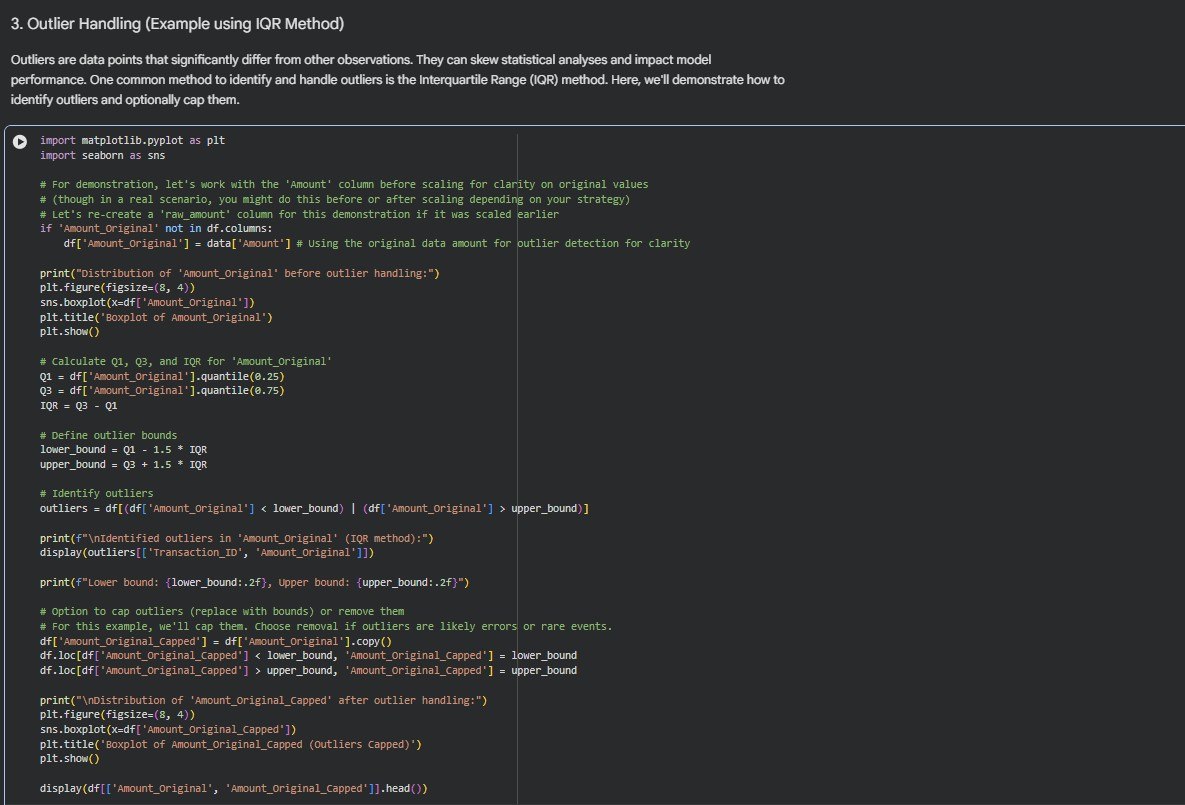 3. Outlier Handling (Example using IQR Method)
Outliers are data points that significantly differ from other observations. They can skew statistical analyses and impact model
performance. One common method to identify and handle outliers is the Interquartile Range (IQR) method. Here, we'll demonstrate how to
identify outliers and optionally cap them.
import matplotlib.pyplot as plt
import seaborn as sns

# For demonstration, let's work with the 'Amount' column before scaling for clarity on original values
# (though in a real scenario, you might do this before or after scaling depending on your strategy)
# Let's re-create a 'raw_amount' column for this demonstration if it was scaled earlier
if 'Amount_Original' not in df.columns:
    df['Amount_Original'] = data['Amount'] # Using the original data amount for outlier detection for clarity

print("Distribution of 'Amount_Original' before outlier handling:")
plt.figure(figsize=(8, 4))
sns.boxplot(x=df['Amount_Original'])
plt.title('Boxplot of Amount_Original')
plt.show()

# Calculate Q1, Q3, and IQR for 'Amount_Original'
Q1 = df['Amount_Original'].quantile(0.25)
Q3 = df['Amount_Original'].quantile(0.75)
IQR = Q3 - Q1

# Define outlier bounds
lower_bound = Q1 - 1.5 * IQR
upper_bound = Q3 + 1.5 * IQR

# Identify outliers
outliers = df[(df['Amount_Original'] < lower_bound) | (df['Amount_Original'] > upper_bound)]

print(f"\nIdentified outliers in 'Amount_Original' (IQR method):")
display(outliers[['Transaction_ID', 'Amount_Original']])

print(f"Lower bound: {lower_bound:.2f}, Upper bound: {upper_bound:.2f}")

# Option to cap outliers (replace with bounds) or remove them
# For this example, we'll cap them. Choose removal if outliers are likely errors or rare events.
df['Amount_Original_Capped'] = df['Amount_Original'].copy()
df.loc[df['Amount_Original_Capped'] < lower_bound, 'Amount_Original_Capped'] = lower_bound
df.loc[df['Amount_Original_Capped'] > upper_bound, 'Amount_Original_Capped'] = upper_bound

print("\nDistribution of 'Amount_Original_Capped' after outlier handling:")
plt.figure(figsize=(8, 4))
sns.boxplot(x=df['Amount_Original_Capped'])
plt.title('Boxplot of Amount_Original_Capped (Outliers Capped)')
plt.show()

display(df[['Amount_Original', 'Amount_Original_Capped']].head())